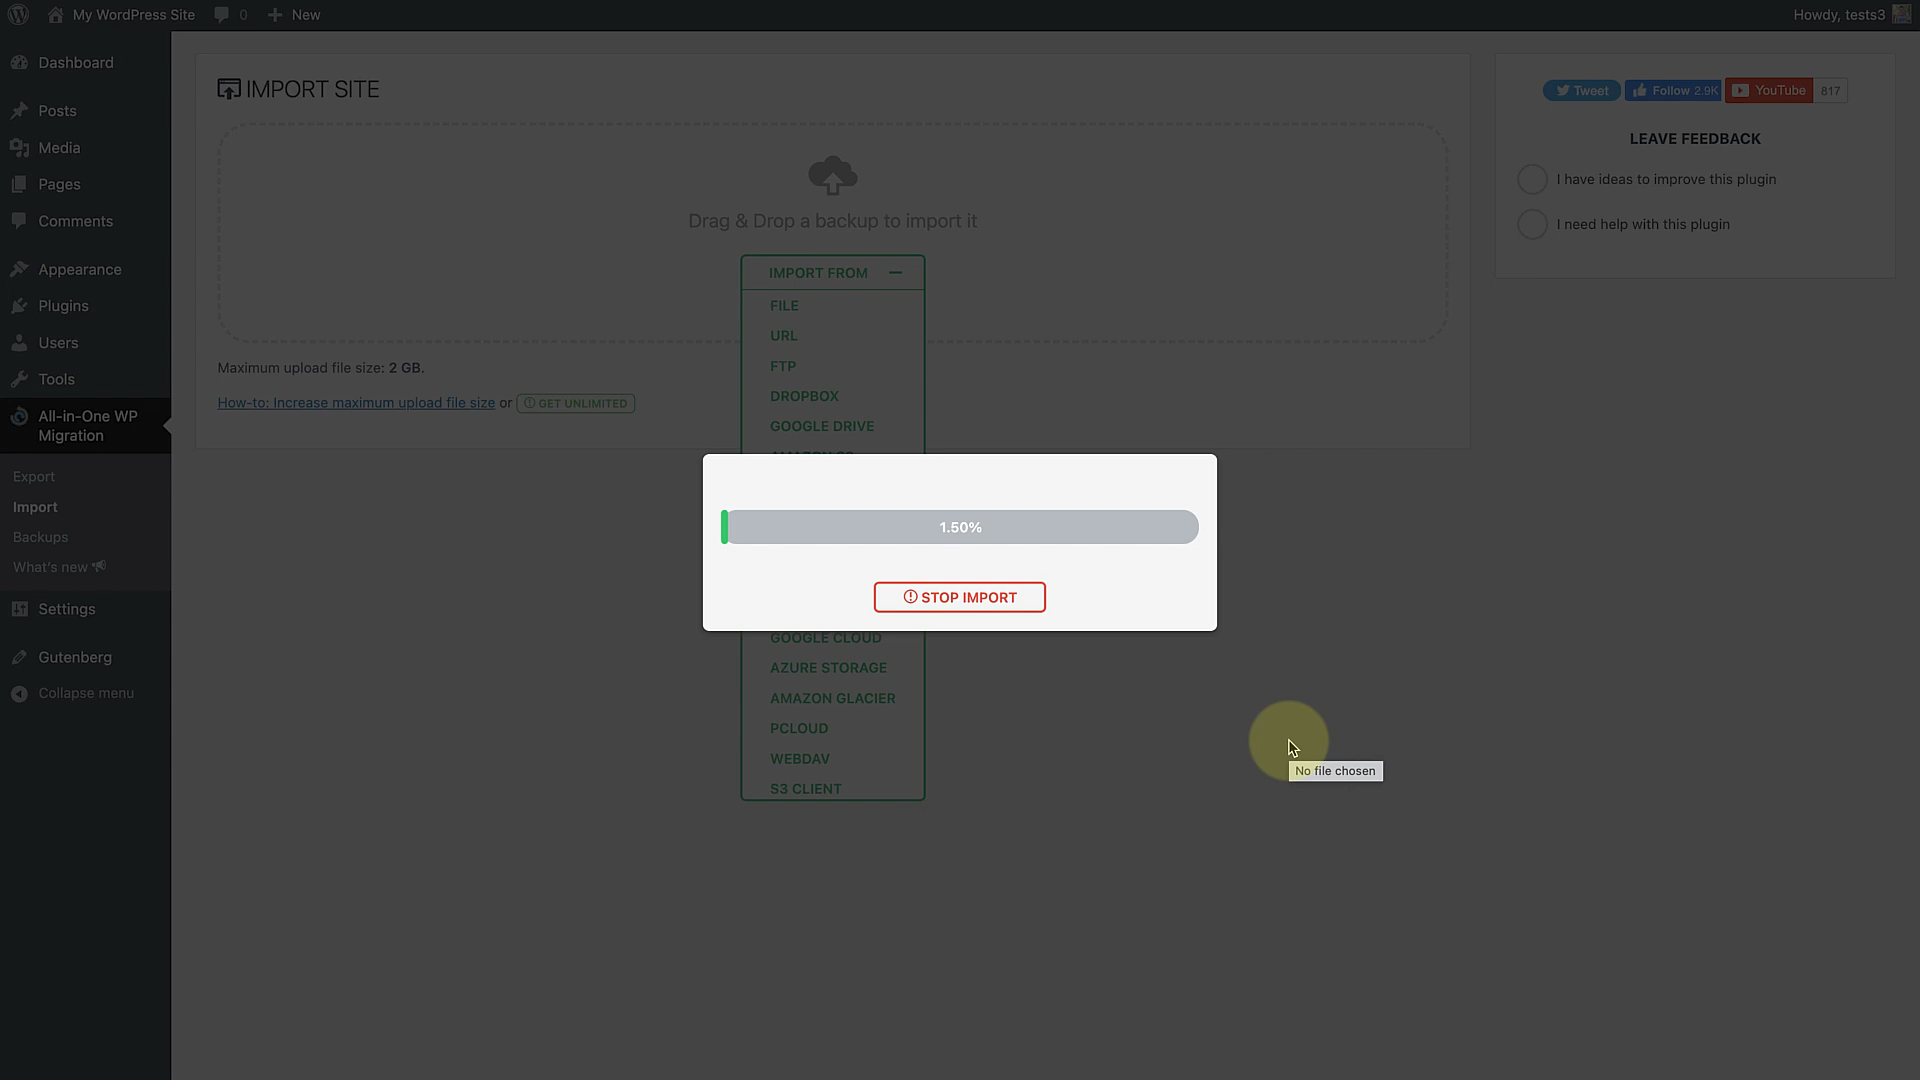 My WordPress Site
0
New
Howdy, tests3
Dashboard
Posts
Media
Pages
Comments
Appearance
Plugins
Users
Tools
All-in-One WP
Migration
Export
Import
Backups
What's new
Settings
Gutenberg
Collapse menu
IMPORT SITE
Drag & Drop a backup to import it
IMPORT FROM
FILE
URL
FTP
DROPBOX
GOOGLE DRIVE
Maximum upload file size: 2 GB.
How-to: Increase maximum upload file size or GET UNLIMITED
1.50%
STOP IMPORT
GOOGLE CLOUD
AZURE STORAGE
AMAZON GLACIER
PCLOUD
WEBDAV
S3 CLIENT
Tweet
Follow 2.9K
YouTube
817
LEAVE FEEDBACK
I have ideas to improve this plugin
I need help with this plugin
No file chosen